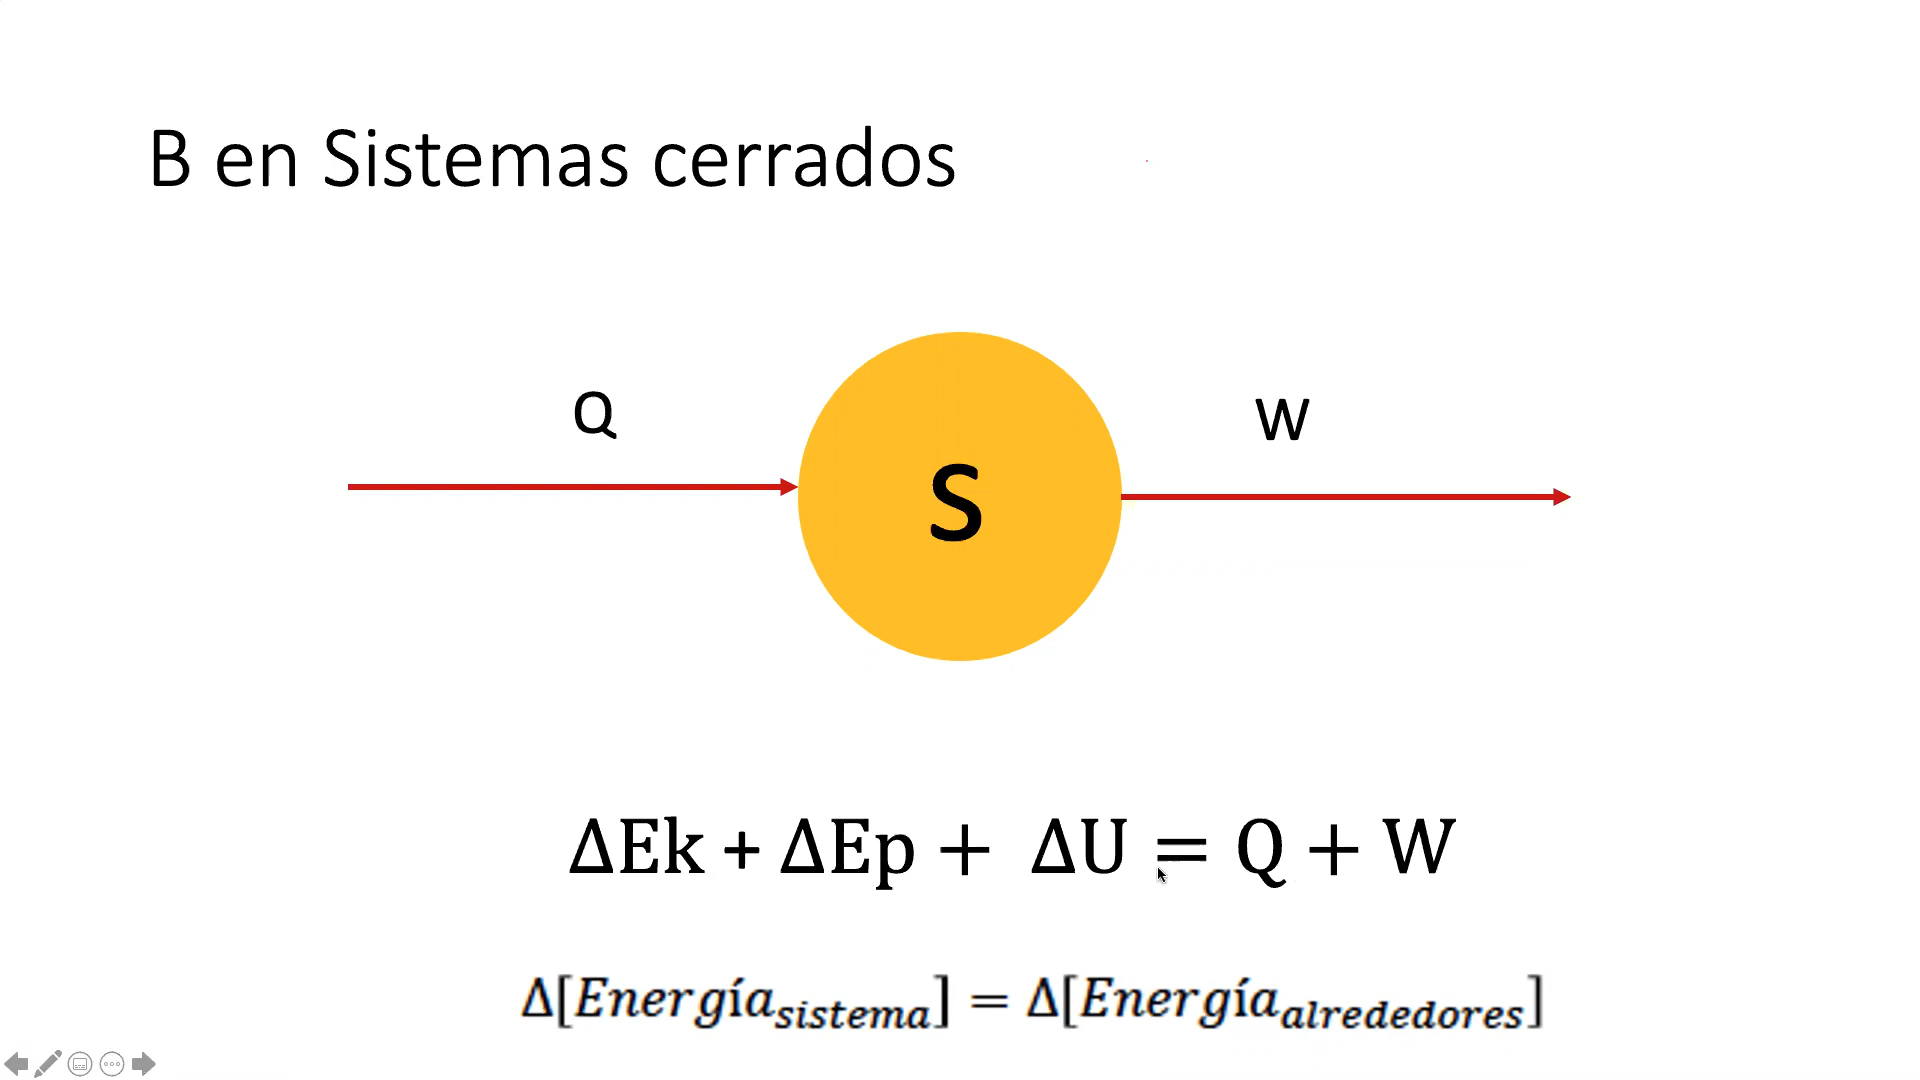 B en Sistemas cerrados
Q
W
S
ΔEk + ΔEp + ΔU = Q + W
Δ[Energía_sistema] = Δ[Energía_alrededores]